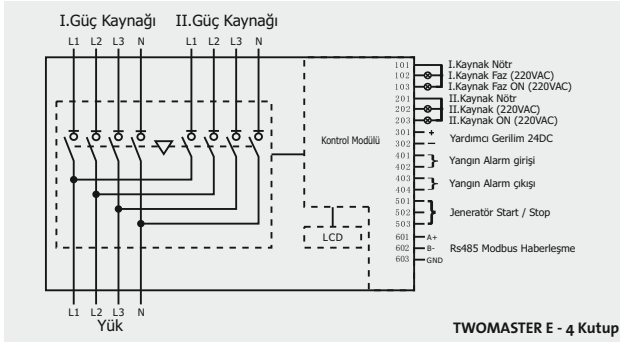 I.Güç Kaynağı II.Güç Kaynağı
L1 L2 L3 N L1 L2 L3 N
101 I.Kaynak Nötr
102 I.Kaynak Faz (220VAC)
103 I.Kaynak Faz ON (220VAC)
201 II.Kaynak Nötr
202 II.Kaynak (220VAC)
203 II.Kaynak ON (220VAC)
301 +
302 −
Yardımcı Gerilim 24DC
Kontrol Modülü
401
402
Yangın Alarm girişi
403
404
Yangın Alarm çıkışı
501
502
503
Jeneratör Start / Stop
LCD
601 A+
602 B-
603 GND
Rs485 Modbus Haberleşme
L1 L2 L3 N
Yük
TWOMASTER E - 4 Kutup